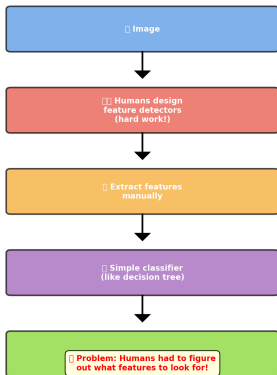 Image
Humans design
feature detectors
(hard work!)
Extract features
manually
Simple classifier
(like decision tree)
Problem: Humans had to figure
out what features to look for!